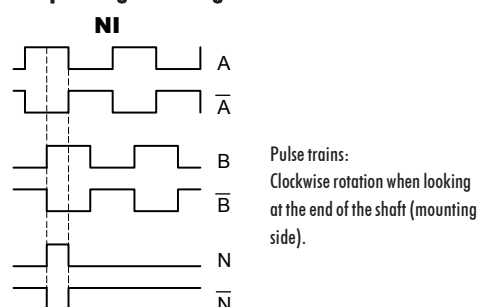 NI
A
A̅
B
B̅
N
N̅
Pulse trains:
Clockwise rotation when looking
at the end of the shaft (mounting
side).